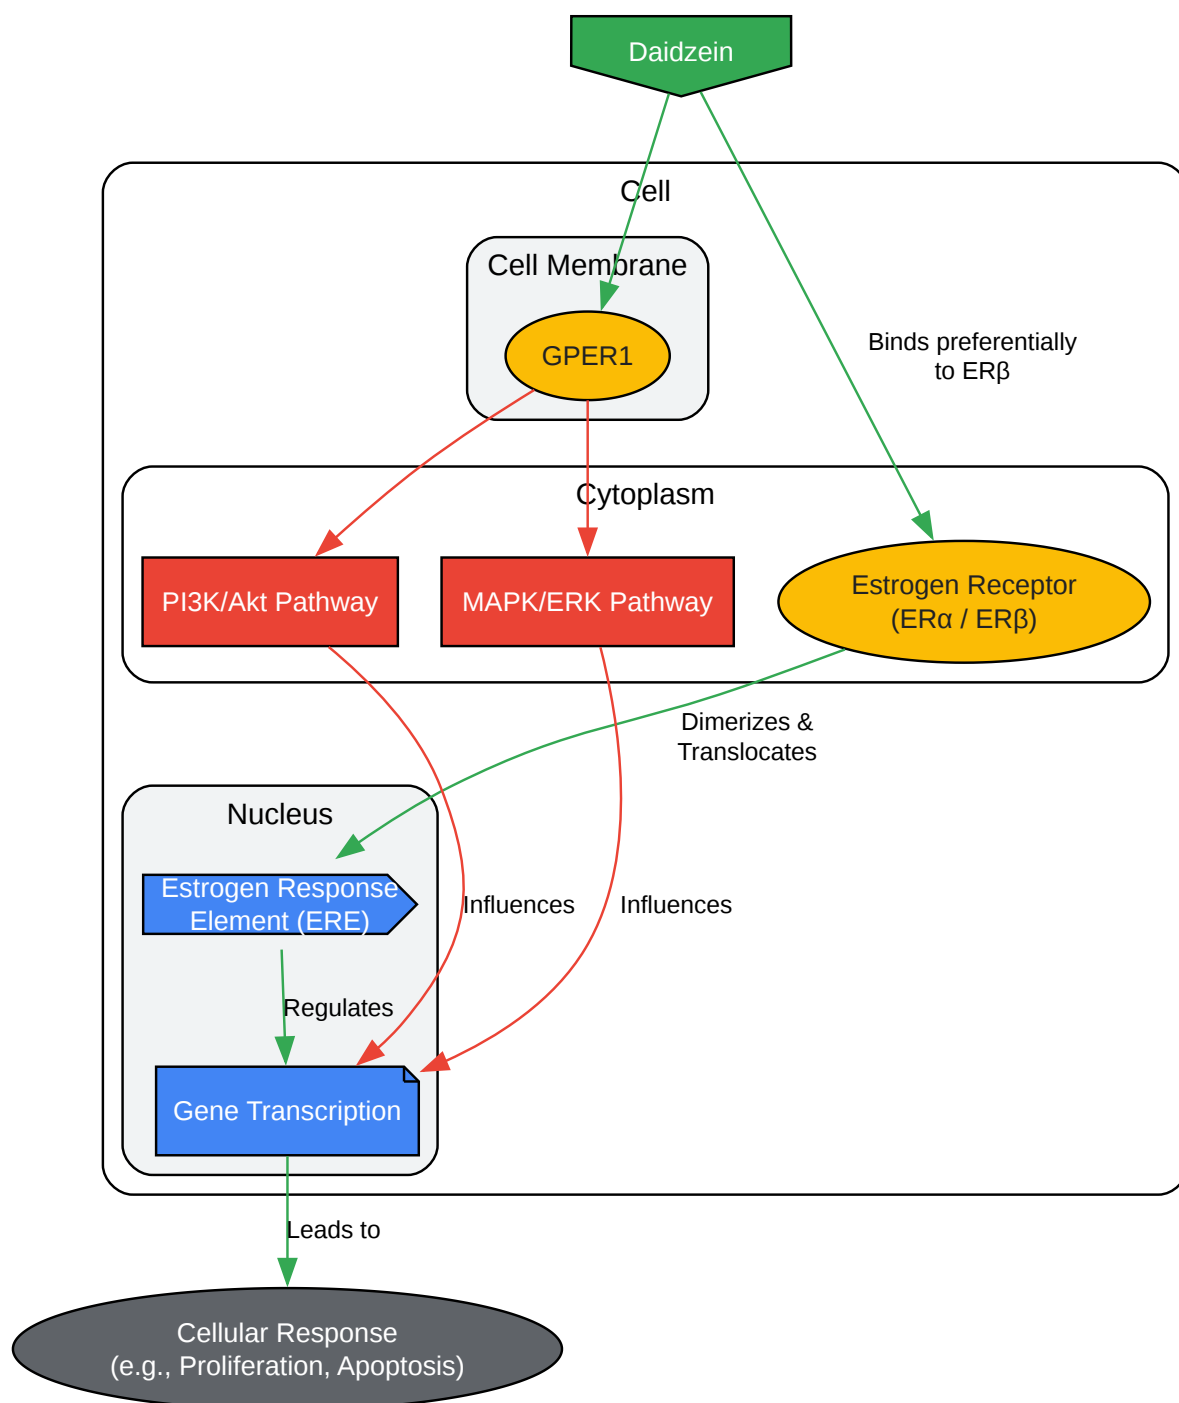 Daidzein
Cell
Cell Membrane
GPER1
Binds preferentially
to ERβ
Cytoplasm
PI3K/Akt Pathway
MAPK/ERK Pathway
Estrogen Receptor
(ERα / ERβ)
Dimerizes &
Translocates
Nucleus
Estrogen Response
Element (ERE)
Influences
Influences
Regulates
Gene Transcription
Leads to
Cellular Response
(e.g., Proliferation, Apoptosis)